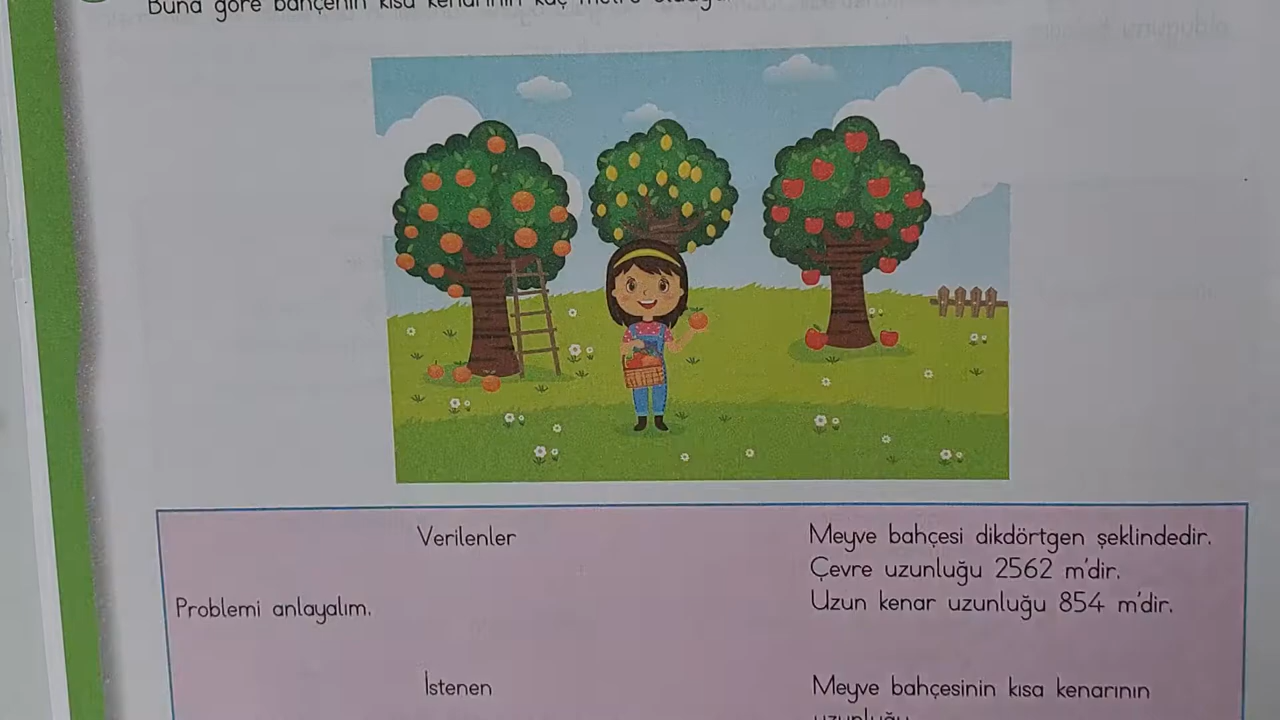 Buna göre bahçenin kısa kenarının kaç metre
Verilenler
Meyve bahçesi dikdörtgen şeklindedir.
Çevre uzunluğu 2562 m'dir.
Uzun kenar uzunluğu 854 m'dir.
Problemi anlayalım.
İstenen
Meyve bahçesinin kısa kenarının
uzunluğu